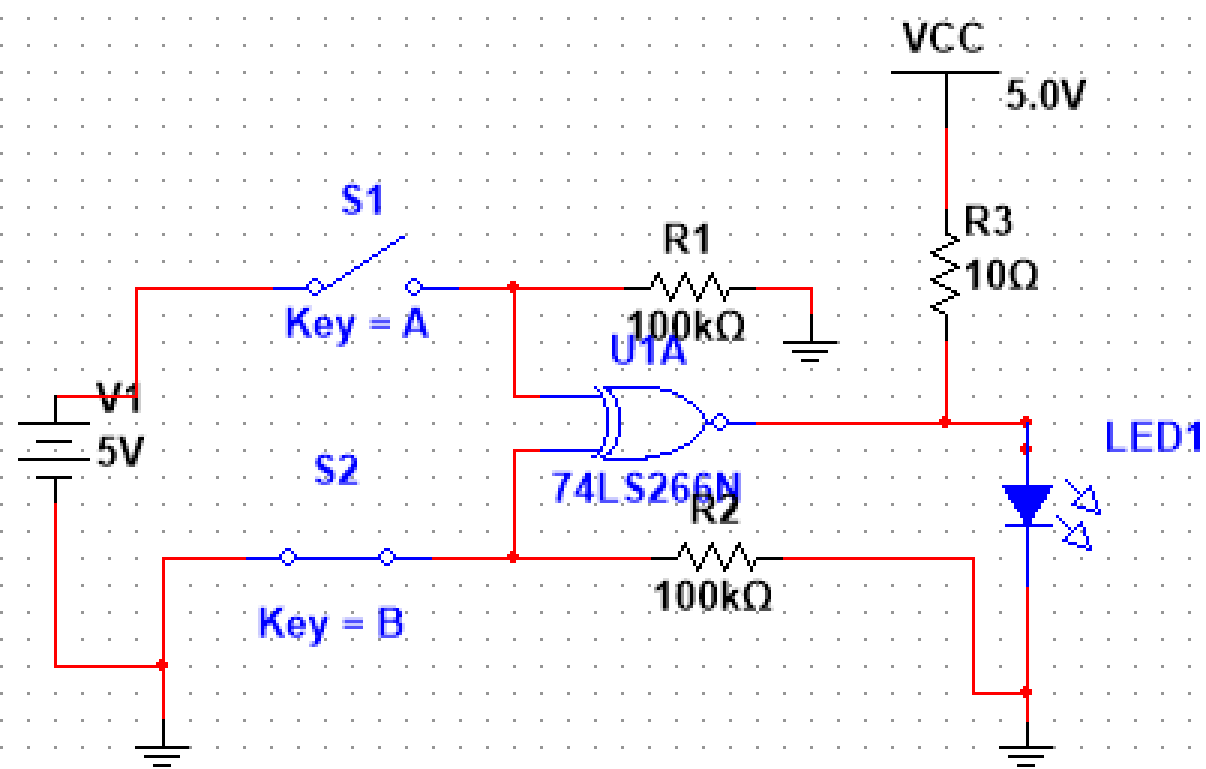 VCC
5.0V
S1
R1
R3
10Ω
Key = A
100kΩ
U1A
V1
5V
LED1
S2
74LS266N
R2
100kΩ
Key = B